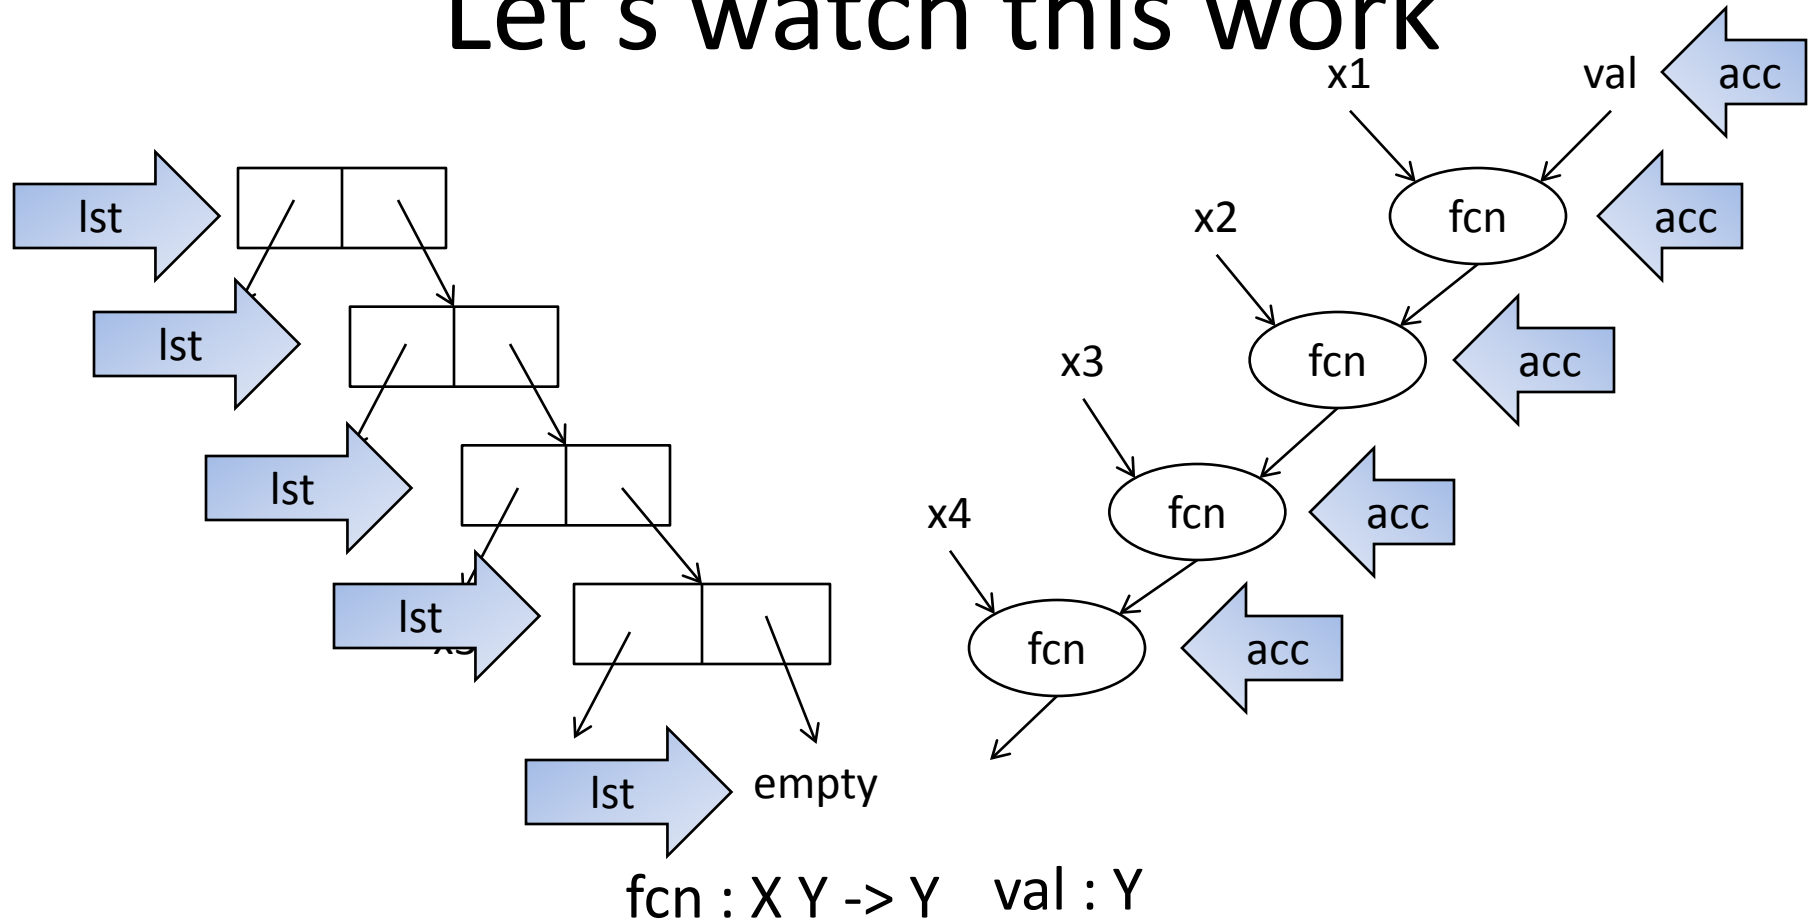 Let's watch this work
x1 val acc
lst fcn acc
x2
lst fcn acc
x3
lst fcn acc
x4
lst fcn acc
lst empty
fcn : X Y -> Y val : Y